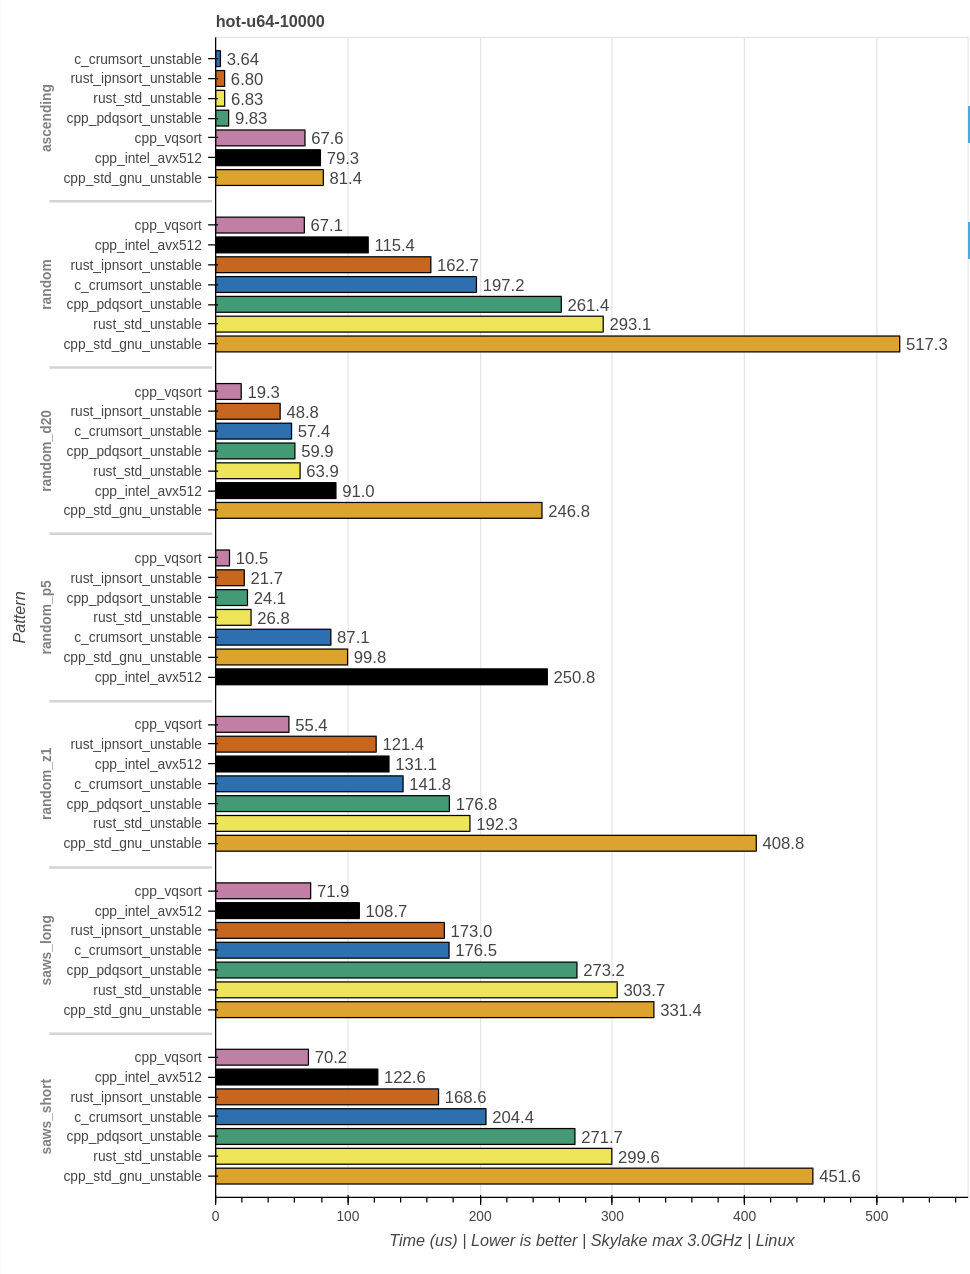 hot-u64-10000
ascending
c_crumsort_unstable 3.64
rust_ipnsort_unstable 6.80
rust_std_unstable 6.83
cpp_pdqsort_unstable 9.83
cpp_vqsort 67.6
cpp_intel_avx512 79.3
cpp_std_gnu_unstable 81.4
random
cpp_vqsort 67.1
cpp_intel_avx512 115.4
rust_ipnsort_unstable 162.7
c_crumsort_unstable 197.2
cpp_pdqsort_unstable 261.4
rust_std_unstable 293.1
cpp_std_gnu_unstable 517.3
random_d20
cpp_vqsort 19.3
rust_ipnsort_unstable 48.8
c_crumsort_unstable 57.4
cpp_pdqsort_unstable 59.9
rust_std_unstable 63.9
cpp_intel_avx512 91.0
cpp_std_gnu_unstable 246.8
Pattern
random_p5
cpp_vqsort 10.5
rust_ipnsort_unstable 21.7
cpp_pdqsort_unstable 24.1
rust_std_unstable 26.8
c_crumsort_unstable 87.1
cpp_std_gnu_unstable 99.8
cpp_intel_avx512 250.8
random_z1
cpp_vqsort 55.4
rust_ipnsort_unstable 121.4
cpp_intel_avx512 131.1
c_crumsort_unstable 141.8
cpp_pdqsort_unstable 176.8
rust_std_unstable 192.3
cpp_std_gnu_unstable 408.8
saws_long
cpp_vqsort 71.9
cpp_intel_avx512 108.7
rust_ipnsort_unstable 173.0
c_crumsort_unstable 176.5
cpp_pdqsort_unstable 273.2
rust_std_unstable 303.7
cpp_std_gnu_unstable 331.4
saws_short
cpp_vqsort 70.2
cpp_intel_avx512 122.6
rust_ipnsort_unstable 168.6
c_crumsort_unstable 204.4
cpp_pdqsort_unstable 271.7
rust_std_unstable 299.6
cpp_std_gnu_unstable 451.6
0 100 200 300 400 500
Time (us) | Lower is better | Skylake max 3.0GHz | Linux